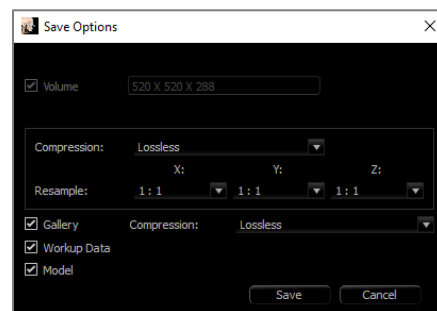 Save Options
Volume 520 X 520 X 288
Compression: Lossless
X: Y: Z:
Resample: 1 : 1 1 : 1 1 : 1
Gallery Compression: Lossless
Workup Data
Model
Save Cancel